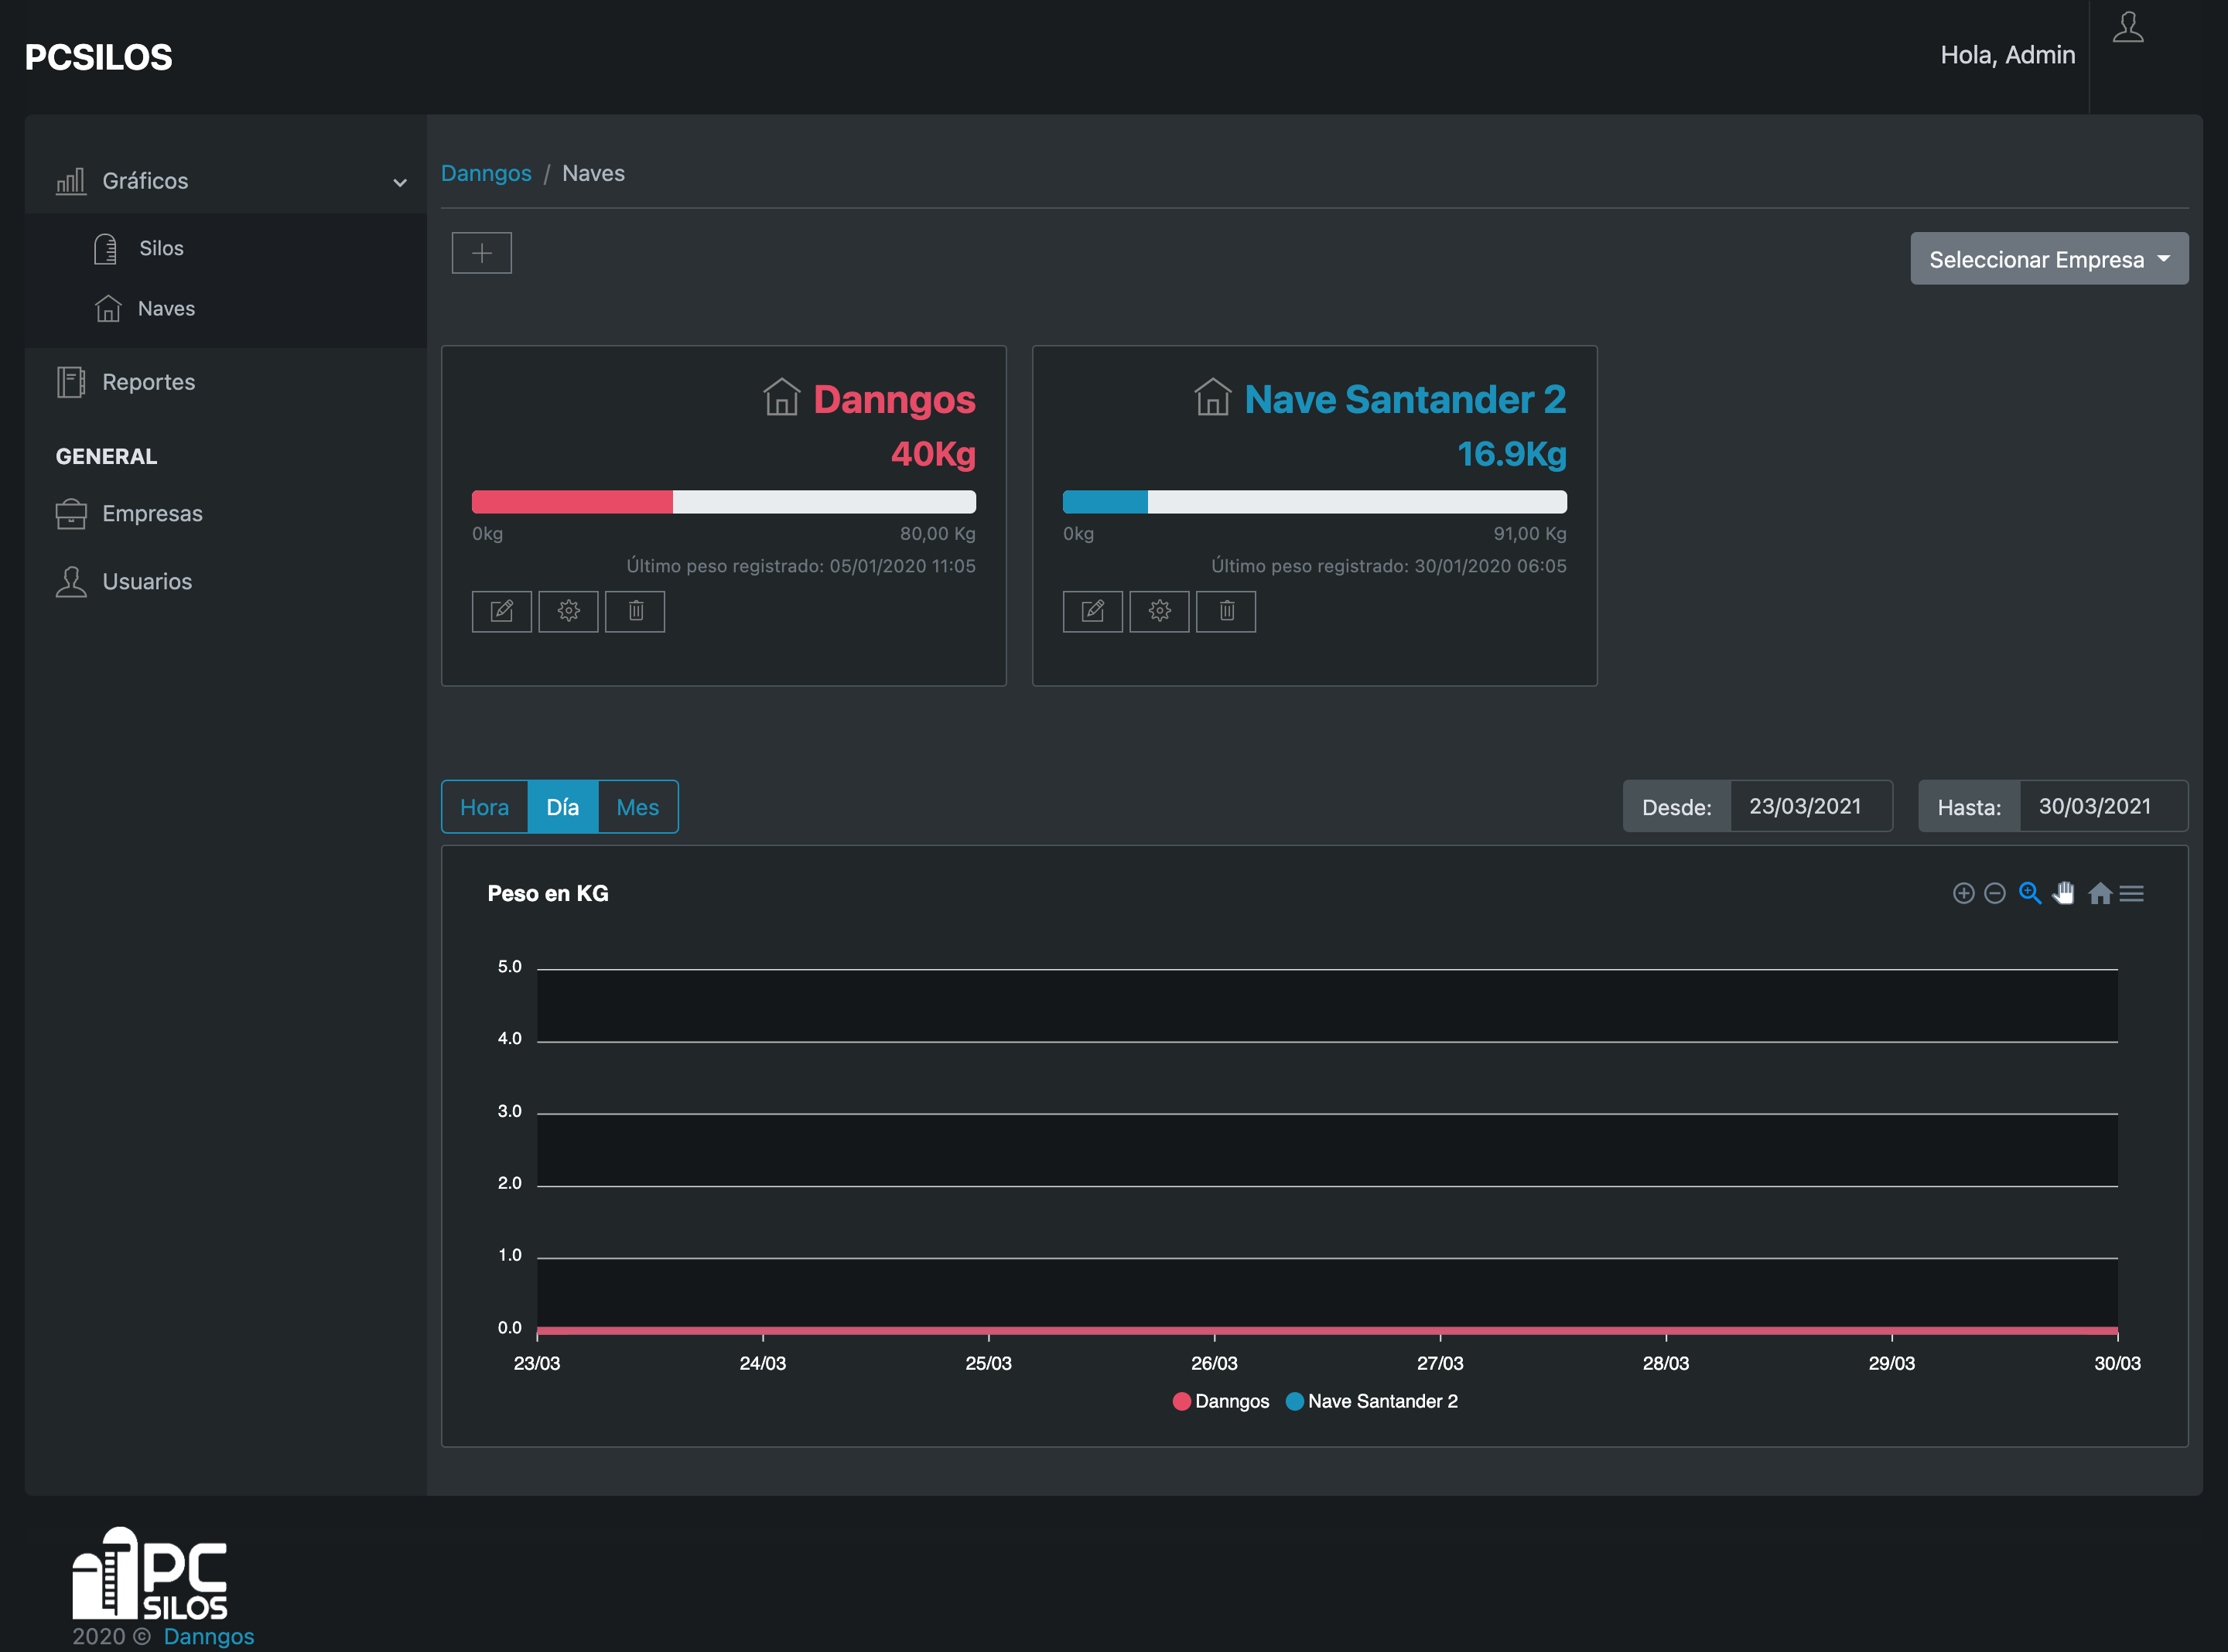 PCSILOS
Hola, Admin
Gráficos
Silos
Naves
Reportes
GENERAL
Empresas
Usuarios
Danngos / Naves
Seleccionar Empresa
Danngos
40Kg
0kg 80,00 Kg
Último peso registrado: 05/01/2020 11:05
Nave Santander 2
16.9Kg
0kg 91,00 Kg
Último peso registrado: 30/01/2020 06:05
Hora Día Mes
Desde: 23/03/2021 Hasta: 30/03/2021
Peso en KG
5.0
4.0
3.0
2.0
1.0
0.0
23/03 24/03 25/03 26/03 27/03 28/03 29/03 30/03
Danngos Nave Santander 2
PC
SILOS
2020 © Danngos